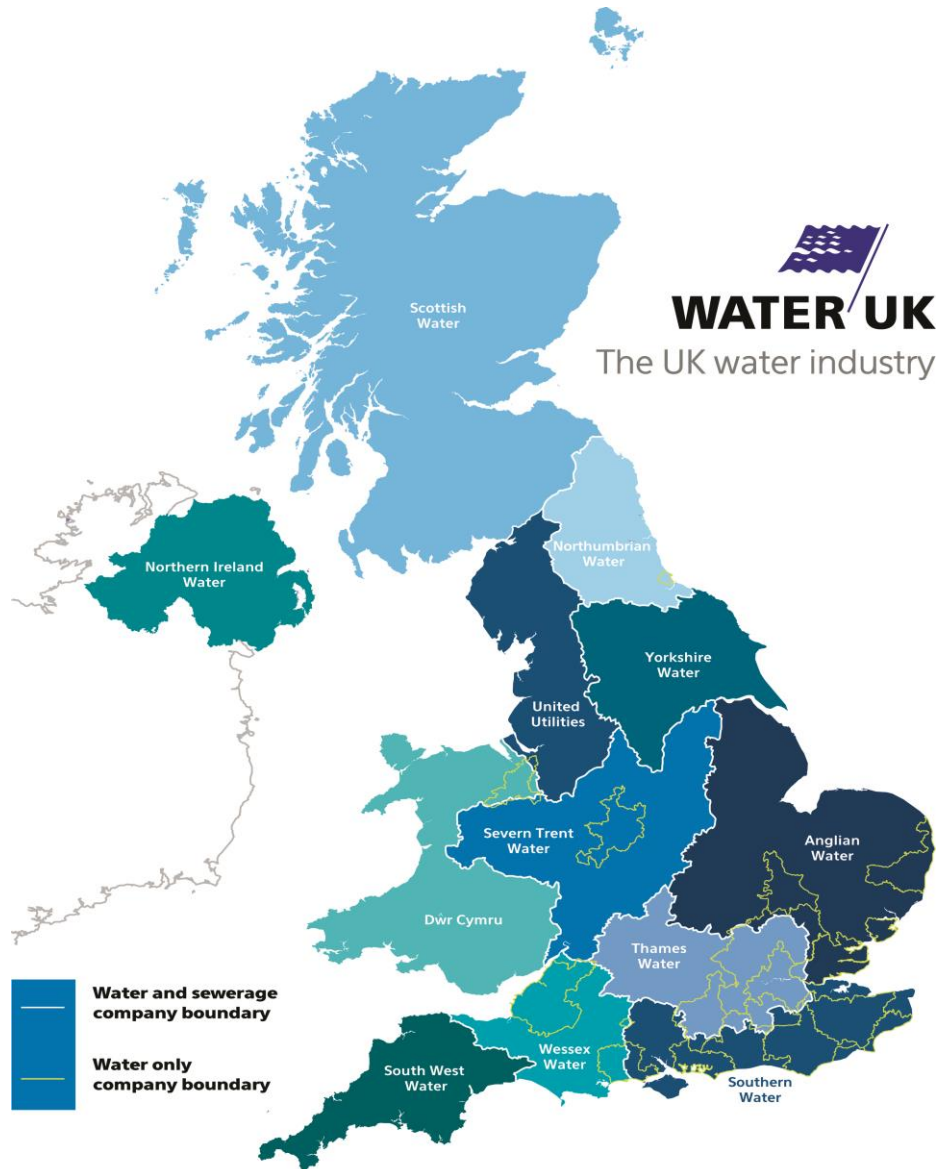 Scottish
Water
WATER UK
The UK water industry
Northumbrian
Water
Northern Ireland
Water
Yorkshire
Water
United
Utilities
Severn Trent
Water
Anglian
Water
Dŵr Cymru
Thames
Water
Water and sewerage
company boundary
Wessex
Water
Water only
company boundary
South West
Water
Southern
Water